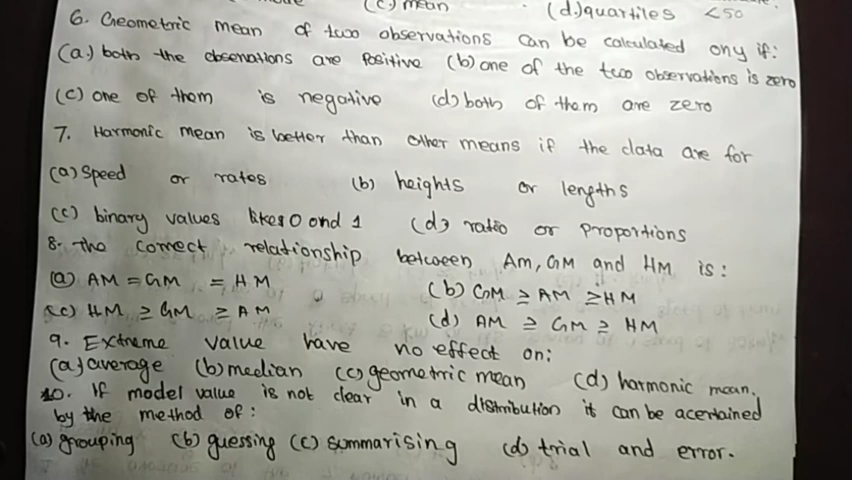 (c) mean (d.) quartiles <50
6. Geometric mean of two observations can be calculated ony if:
(a.) both the observations are positive (b) one of the two observations is zero
(c) one of them is negative (d) both of them are zero
7. Harmonic mean is better than other means if the data are for
(a) Speed or rates (b) heights or lengths
(c) binary values likes 0 and 1 (d) ratio or proportions
8. The correct relationship between Am, GM and HM is:
(a) AM = GM = HM (b) GM ≥ AM ≥ HM
(c) HM ≥ GM ≥ AM (d) AM ≥ GM ≥ HM
9. Extreme value have no effect on:
(a) average (b) median (c) geometric mean (d) harmonic mean.
10. If model value is not clear in a distribution it can be acertained
by the method of:
(a) grouping (b) guessing (c) summarising (d) trial and error.